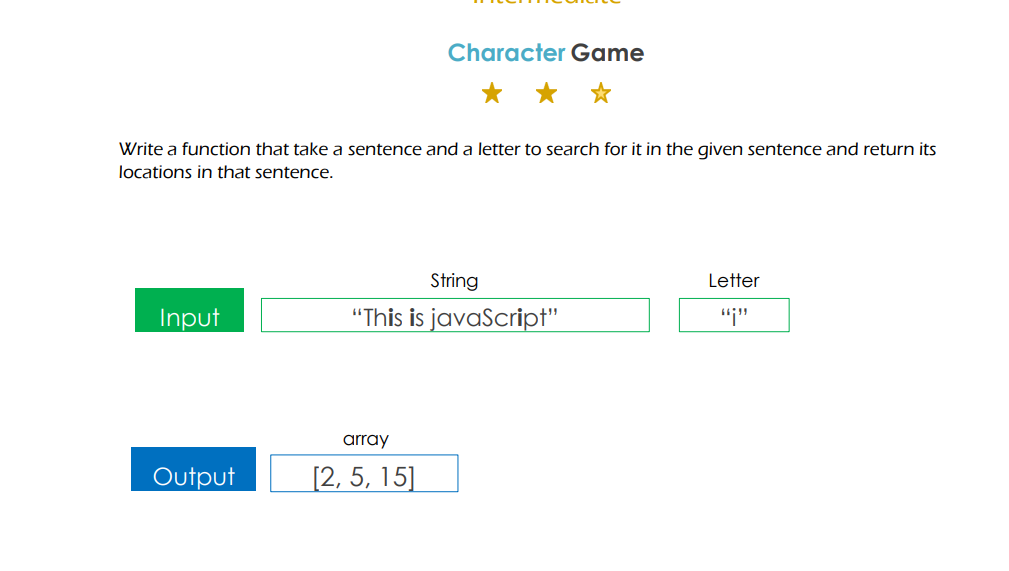 Intermediate
Character Game
Write a function that take a sentence and a letter to search for it in the given sentence and return its
locations in that sentence.
String
Letter
Input
“This is javaScript”
“i”
array
Output
[2, 5, 15]